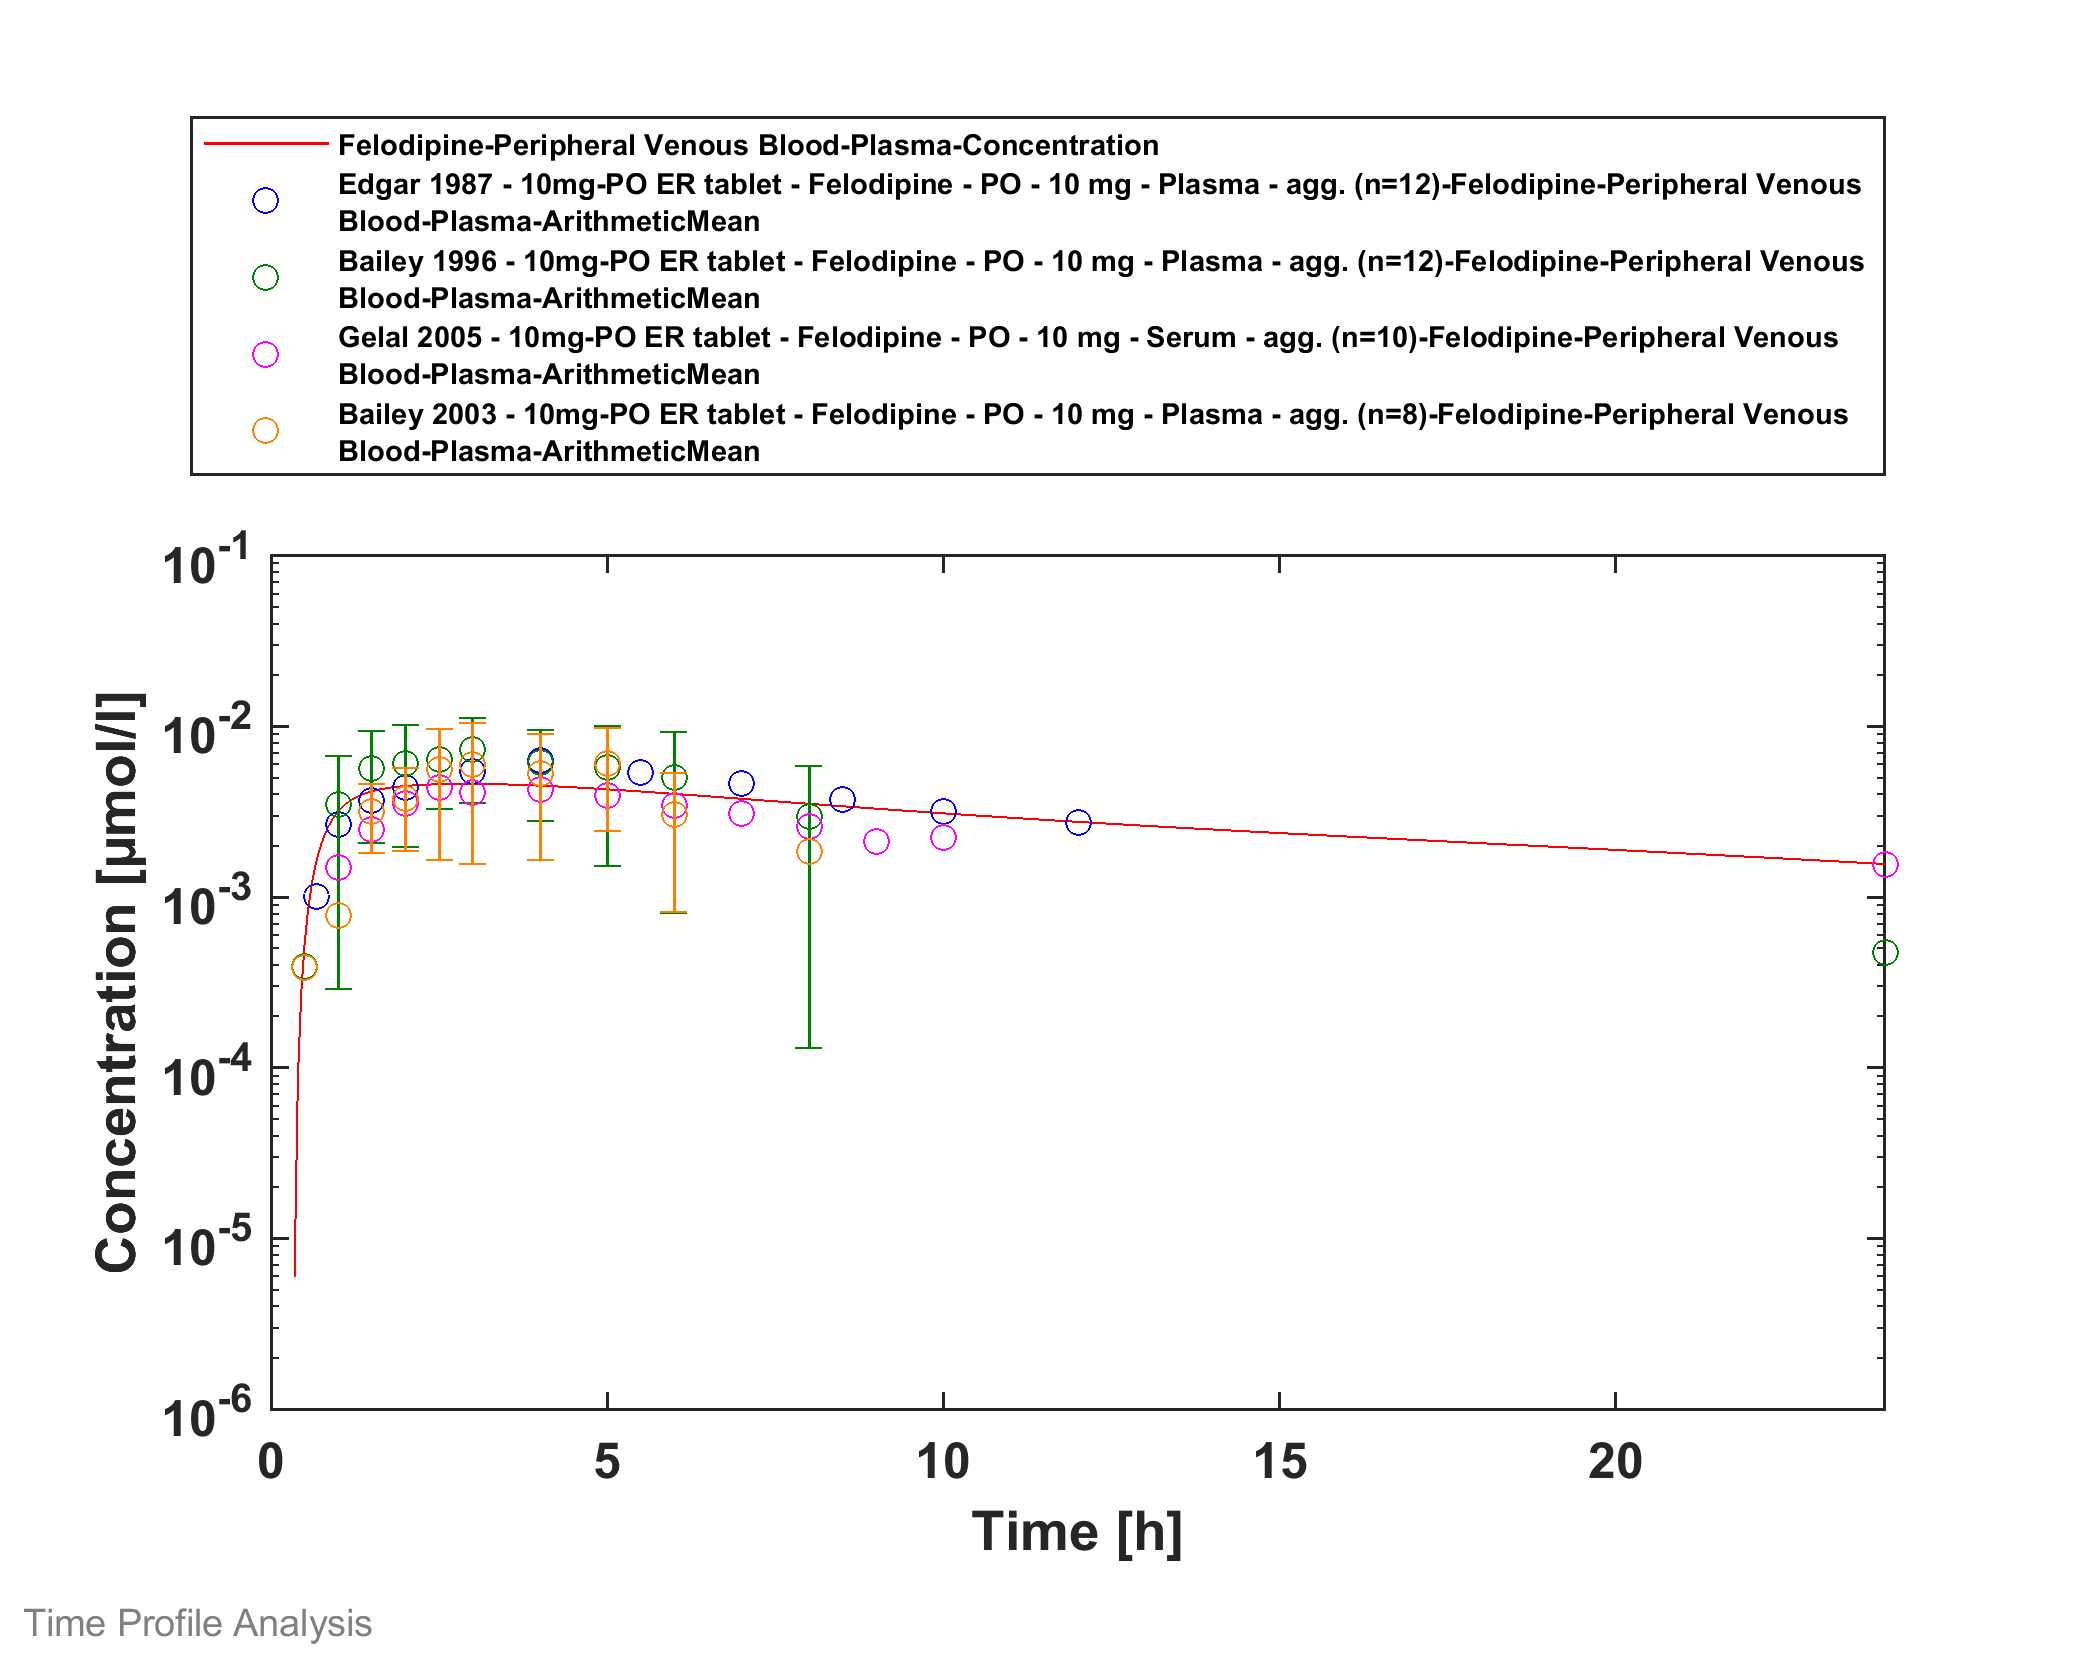 Felodipine-Peripheral Venous Blood-Plasma-Concentration
Edgar 1987 - 10mg-PO ER tablet - Felodipine - PO - 10 mg - Plasma - agg. (n=12)-Felodipine-Peripheral Venous
Blood-Plasma-ArithmeticMean
Bailey 1996 - 10mg-PO ER tablet - Felodipine - PO - 10 mg - Plasma - agg. (n=12)-Felodipine-Peripheral Venous
Blood-Plasma-ArithmeticMean
Gelal 2005 - 10mg-PO ER tablet - Felodipine - PO - 10 mg - Serum - agg. (n=10)-Felodipine-Peripheral Venous
Blood-Plasma-ArithmeticMean
Bailey 2003 - 10mg-PO ER tablet - Felodipine - PO - 10 mg - Plasma - agg. (n=8)-Felodipine-Peripheral Venous
Blood-Plasma-ArithmeticMean
Concentration [µmol/l]
10^-1
10^-2
10^-3
10^-4
10^-5
10^-6
0 5 10 15 20
Time [h]
Time Profile Analysis